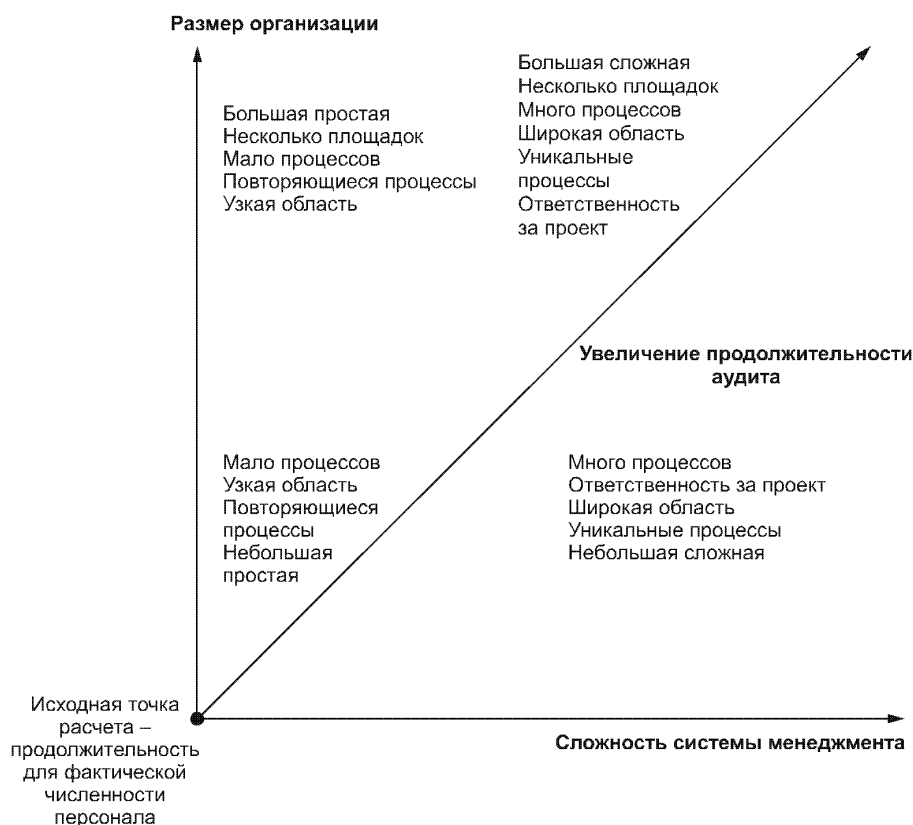 Размер организации
Большая простая
Несколько площадок
Мало процессов
Повторяющиеся процессы
Узкая область
Большая сложная
Несколько площадок
Много процессов
Широкая область
Уникальные
процессы
Ответственность
за проект
Увеличение продолжительности
аудита
Мало процессов
Узкая область
Повторяющиеся
процессы
Небольшая
простая
Много процессов
Ответственность за проект
Широкая область
Уникальные процессы
Небольшая сложная
Исходная точка
расчета –
продолжительность
для фактической
численности
персонала
Сложность системы менеджмента